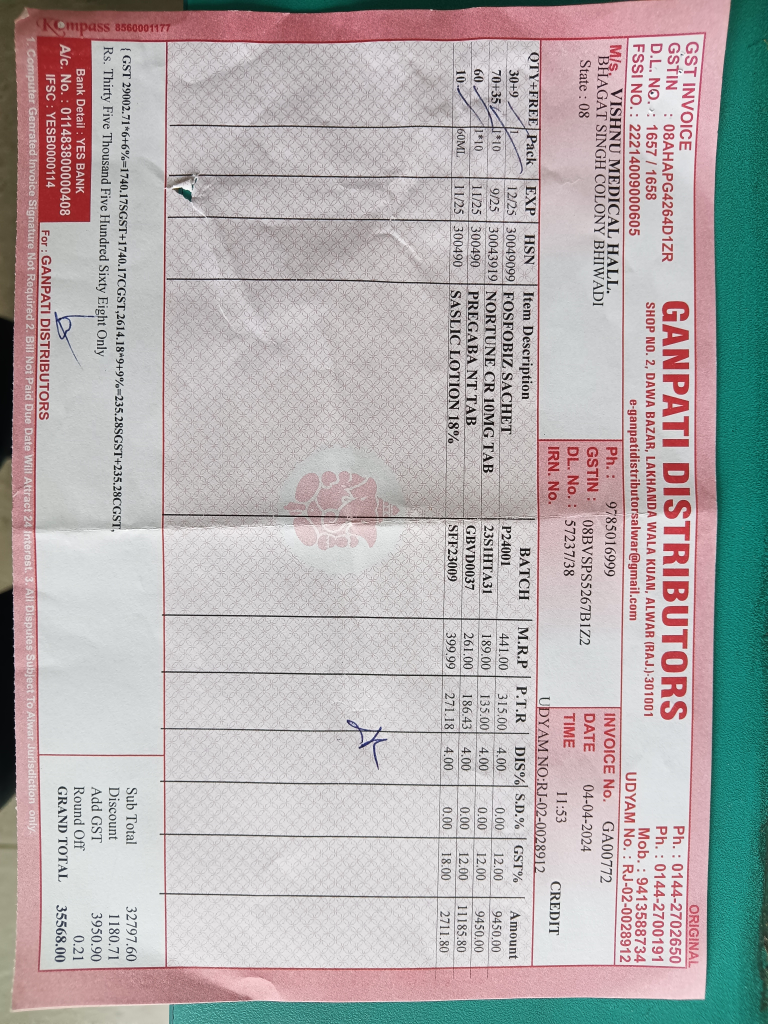 GST INVOICE
ORIGINAL
GSTIN : 08AHAPG4264D1ZR
D.L. NO. : 1657 / 1658
FSSI NO. : 22214009000605
GANPATI DISTRIBUTORS
SHOP NO. 2, DAWA BAZAR, LAKHANDA WALA KUAN, ALWAR (RAJ.)-301001
e-ganpatidistributorsalwar@gmail.com
Ph. : 0144-2702650
Ph. : 0144-2700191
Mob. : 9413588734
UDYAM No. : RJ-02-0028912
M/s. VISHNU MEDICAL HALL,
BHAGAT SINGH COLONY BHIWADI
State : 08
Ph. : 9785016999
GSTIN : 08BVSPS5267B1Z2
DL. No. : 57237/38
IRN. No.
INVOICE No. GA00772
DATE 04-04-2024
TIME 11:53
CREDIT
UDYAM NO:RJ-02-0028912
QTY+FREE Pack EXP HSN Item Description BATCH M.R.P P.T.R DIS% S.D.% GST% Amount
30+9 1 12/25 30049099 FOSFOBIZ SACHET P24001 441.00 315.00 4.00 0.00 12.00 9450.00
70+35 1*10 9/25 30043919 NORTUNE CR 10MG TAB 23S1HTA31 189.00 135.00 4.00 0.00 12.00 9450.00
60 1*10 11/25 300490 PREGABA NT TAB GBVD0037 261.00 186.43 4.00 0.00 12.00 11185.80
10 60ML 11/25 300490 SASLIC LOTION 18% SFF23009 399.99 271.18 4.00 0.00 18.00 2711.80
( GST 29002.71*6+6%=1740.17SGST+1740.17CGST,2614.18*9+9%=235.28SGST+235.28CGST,
Rs. Thirty Five Thousand Five Hundred Sixty Eight Only
Sub Total 32797.60
Discount 1180.71
Add GST 3950.90
Round Off 0.21
GRAND TOTAL 35568.00
Bank Detail : YES BANK
A/c. No. : 011483800000408
IFSC : YESB0000114
For : GANPATI DISTRIBUTORS
1. Computer Genrated Invoice Signature Not Required 2. Bill Not Paid Due Date Will Attract 24 Interest. 3. All Disputes Subject To Alwar Jurisdiction only.
Kompass 8560001177